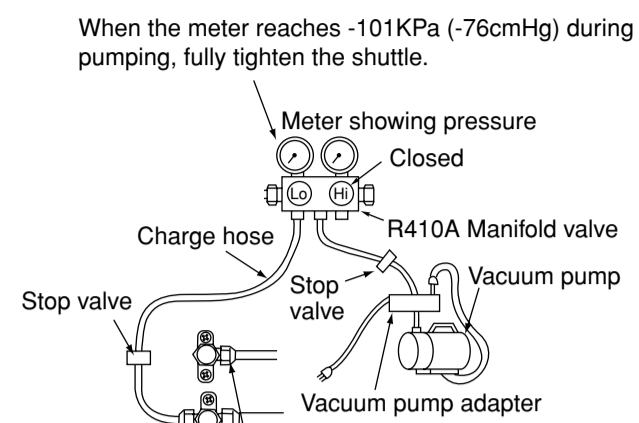 When the meter reaches -101KPa (-76cmHg) during
pumping, fully tighten the shuttle.
Meter showing pressure
Closed
Lo
Hi
R410A Manifold valve
Charge hose
Stop
valve
Vacuum pump
Stop valve
Vacuum pump adapter